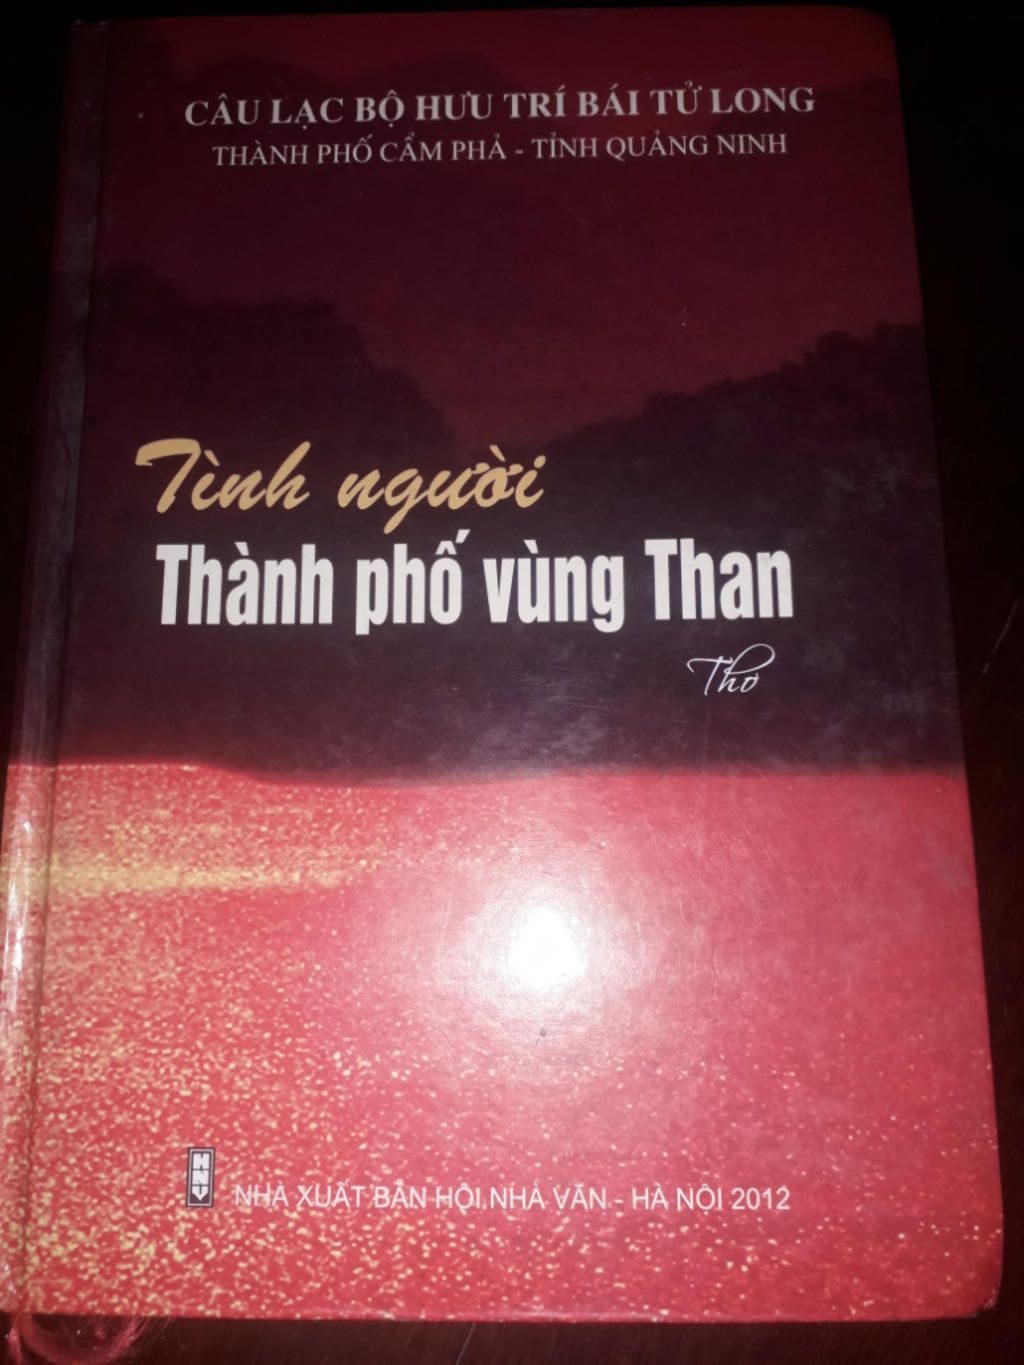 CÂU LẠC BỘ HƯU TRÍ BÁI TỬ LONG
THÀNH PHỐ CẨM PHẢ - TỈNH QUẢNG NINH
Tình người
Thành phố vùng Than
Thơ
HNV
NHÀ XUẤT BẢN HỘI NHÀ VĂN - HÀ NỘI 2012